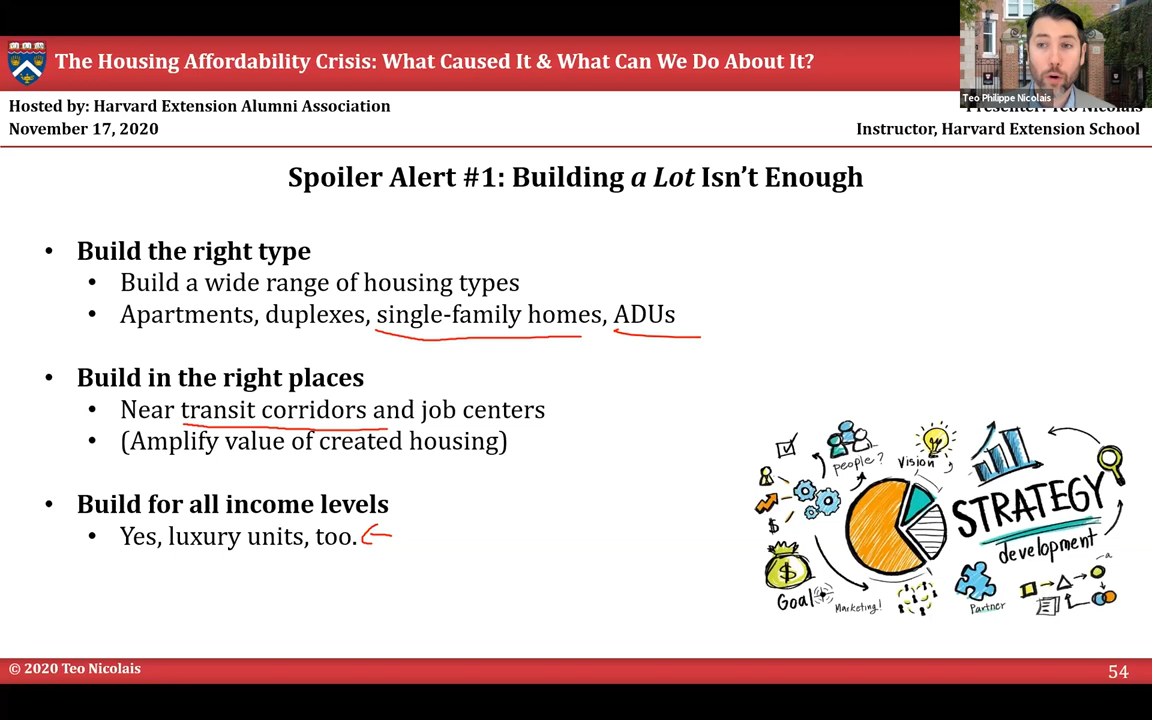 The Housing Affordability Crisis: What Caused It & What Can We Do About It?
Teo Philippe Nicolais
Hosted by: Harvard Extension Alumni Association
Presenter: Teo Nicolais
November 17, 2020
Instructor, Harvard Extension School
Spoiler Alert #1: Building a Lot Isn't Enough
• Build the right type
• Build a wide range of housing types
• Apartments, duplexes, single-family homes, ADUs
• Build in the right places
• Near transit corridors and job centers
• (Amplify value of created housing)
• Build for all income levels
• Yes, luxury units, too.
people?
Vision
$
STRATEGY
development
$
Goal
Marketing!
Partner
© 2020 Teo Nicolais
54